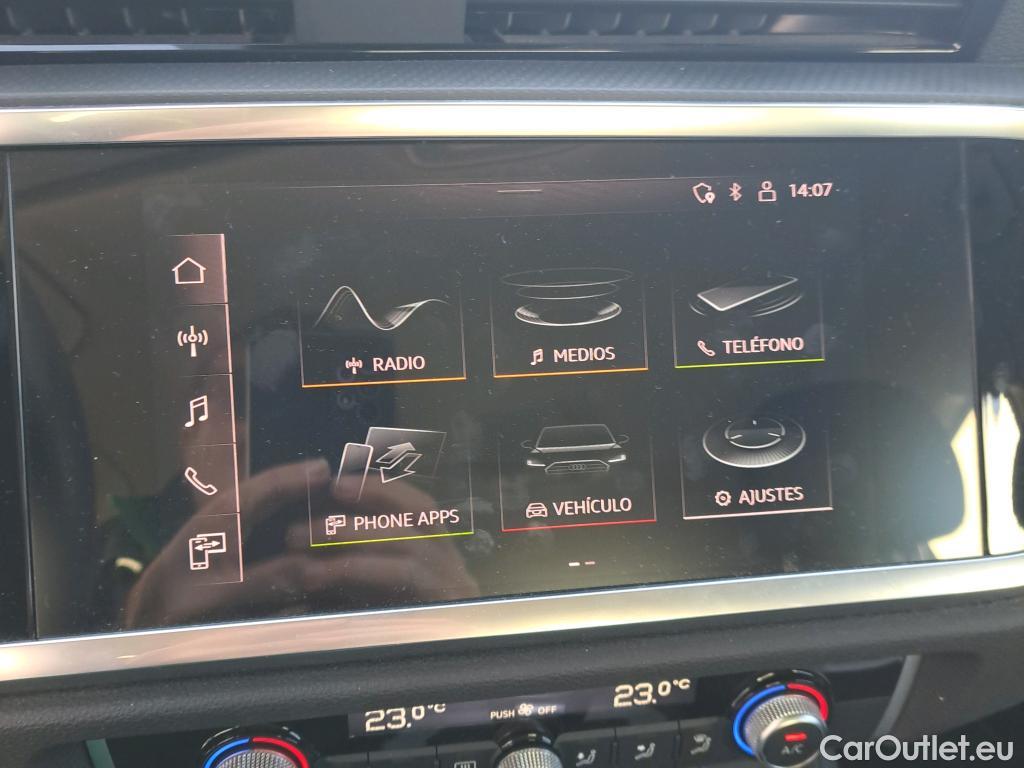 14:07
RADIO
MEDIOS
TELÉFONO
PHONE APPS
VEHÍCULO
AJUSTES
23.0°C
PUSH OFF
23.0°C
A/C
CarOutlet.eu